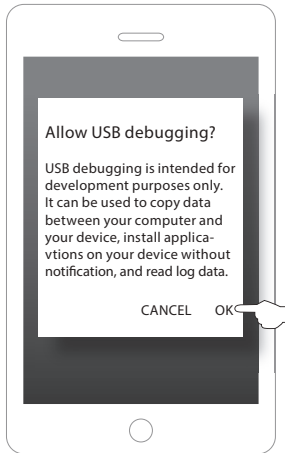 Allow USB debugging?
USB debugging is intended for
development purposes only.
It can be used to copy data
between your computer and
your device, install applica-
vtions on your device without
notification, and read log data.
CANCEL OK